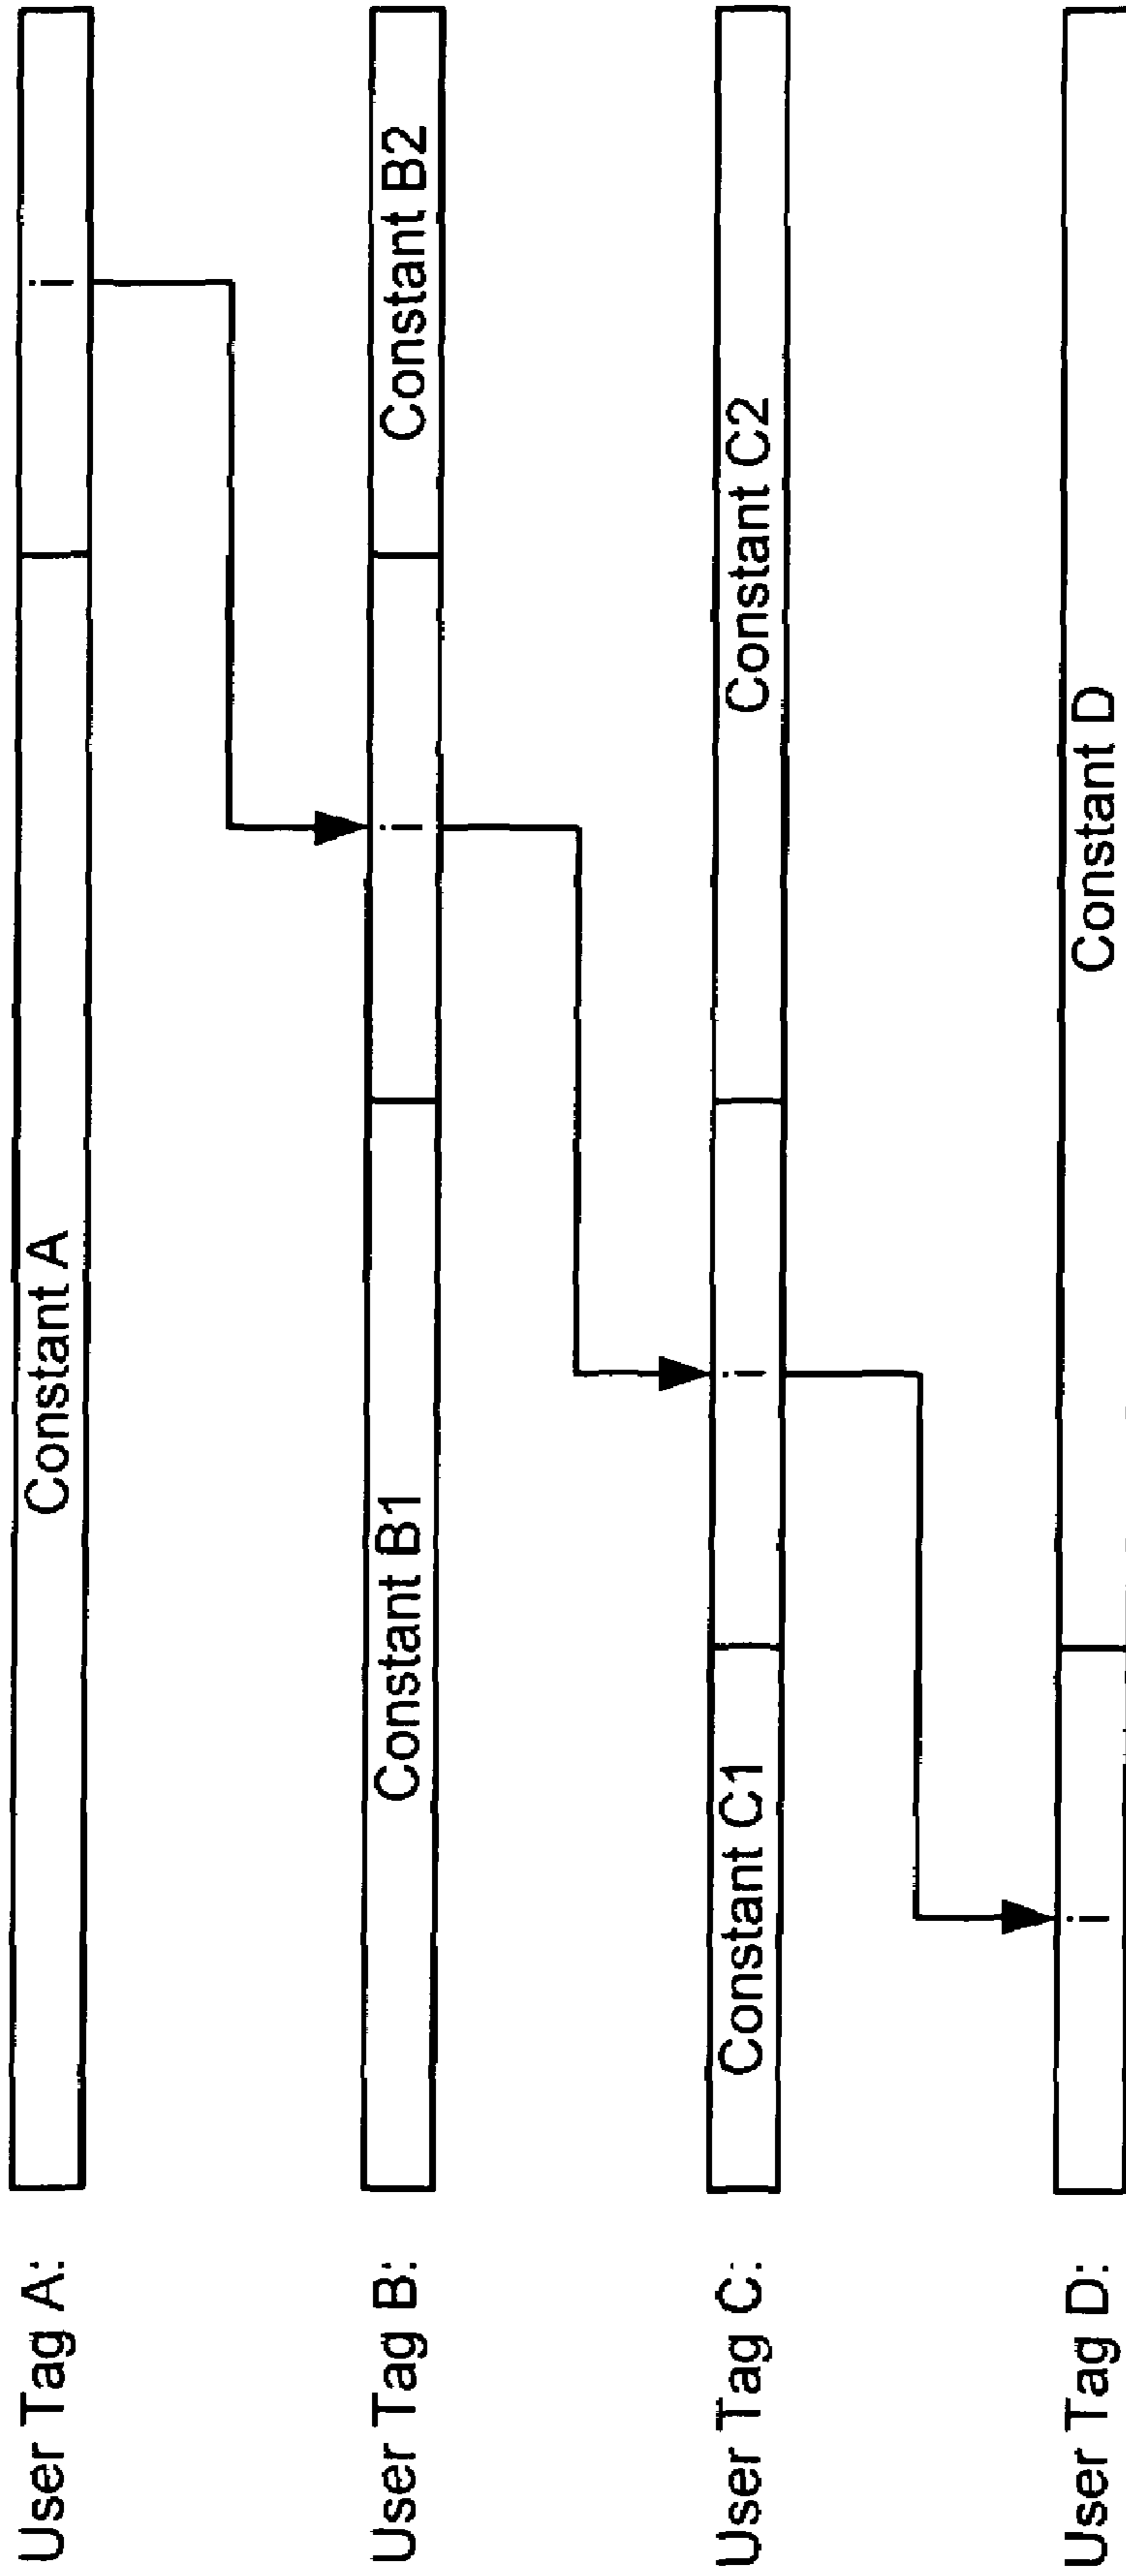 User Tag A:
Constant A
i
User Tag B:
Constant B1
i
Constant B2
User Tag C:
Constant C1
i
Constant C2
User Tag D:
i
Constant D